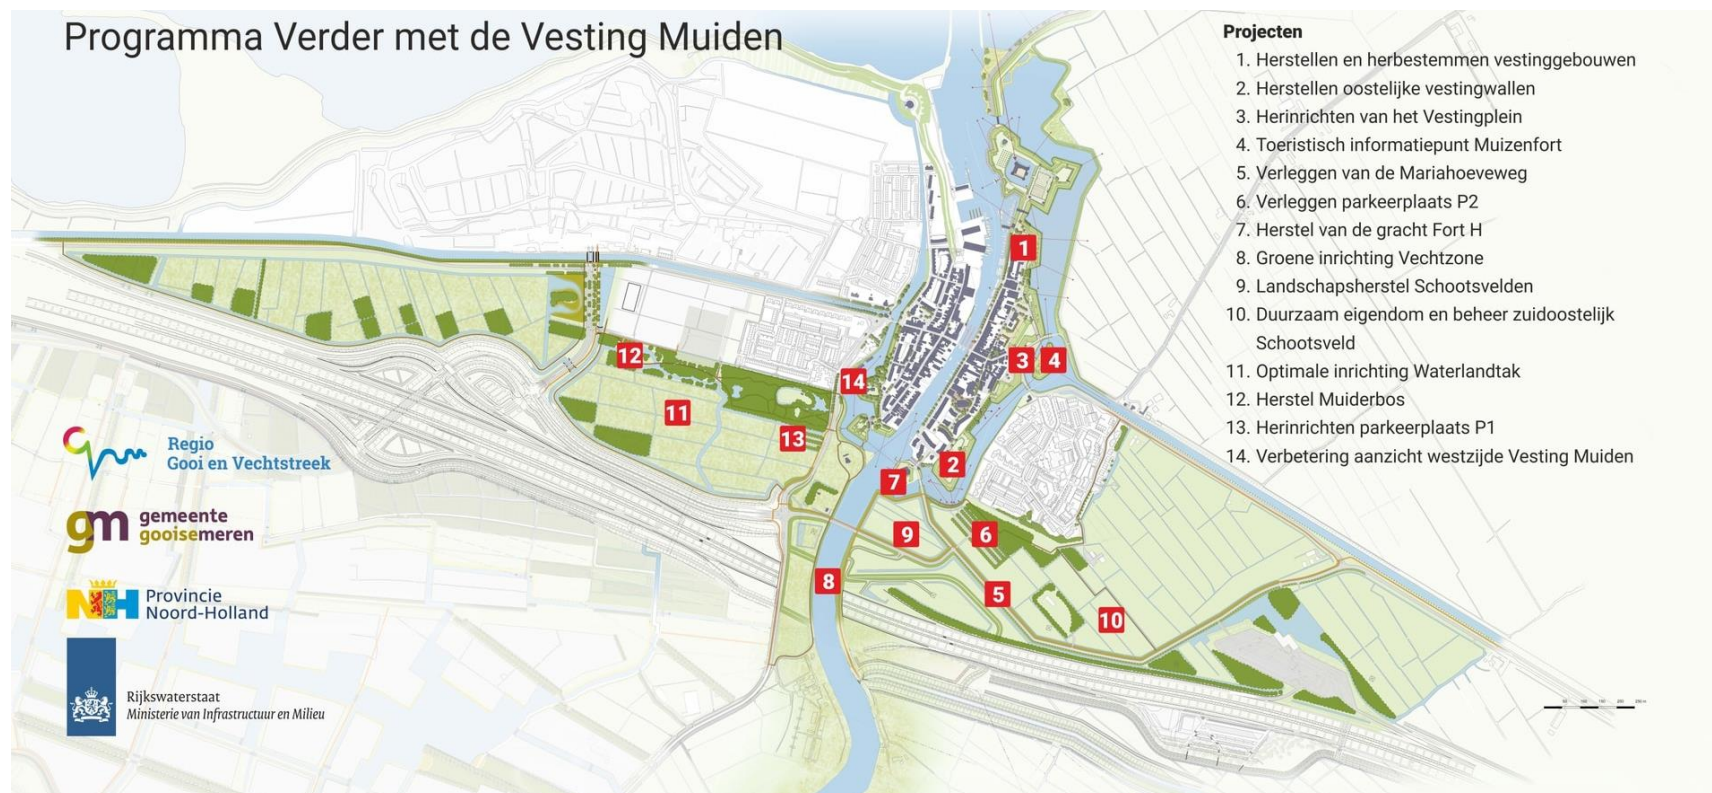 Programma Verder met de Vesting Muiden
Projecten
1. Herstellen en herbestemmen vestinggebouwen
2. Herstellen oostelijke vestingwallen
3. Herinrichten van het Vestingplein
4. Toeristisch informatiepunt Muizenfort
5. Verleggen van de Mariahoeveweg
6. Verleggen parkeerplaats P2
7. Herstel van de gracht Fort H
8. Groene inrichting Vechtzone
9. Landschapsherstel Schootsvelden
10. Duurzaam eigendom en beheer zuidoostelijk
Schootsveld
11. Optimale inrichting Waterlandtak
12. Herstel Muiderbos
13. Herinrichten parkeerplaats P1
14. Verbetering aanzicht westzijde Vesting Muiden
1
12
3
4
14
11
13
2
7
9
6
8
5
10
Regio
Gooi en Vechtstreek
gm gemeente
gooisemeren
NH Provincie
Noord-Holland
Rijkswaterstaat
Ministerie van Infrastructuur en Milieu